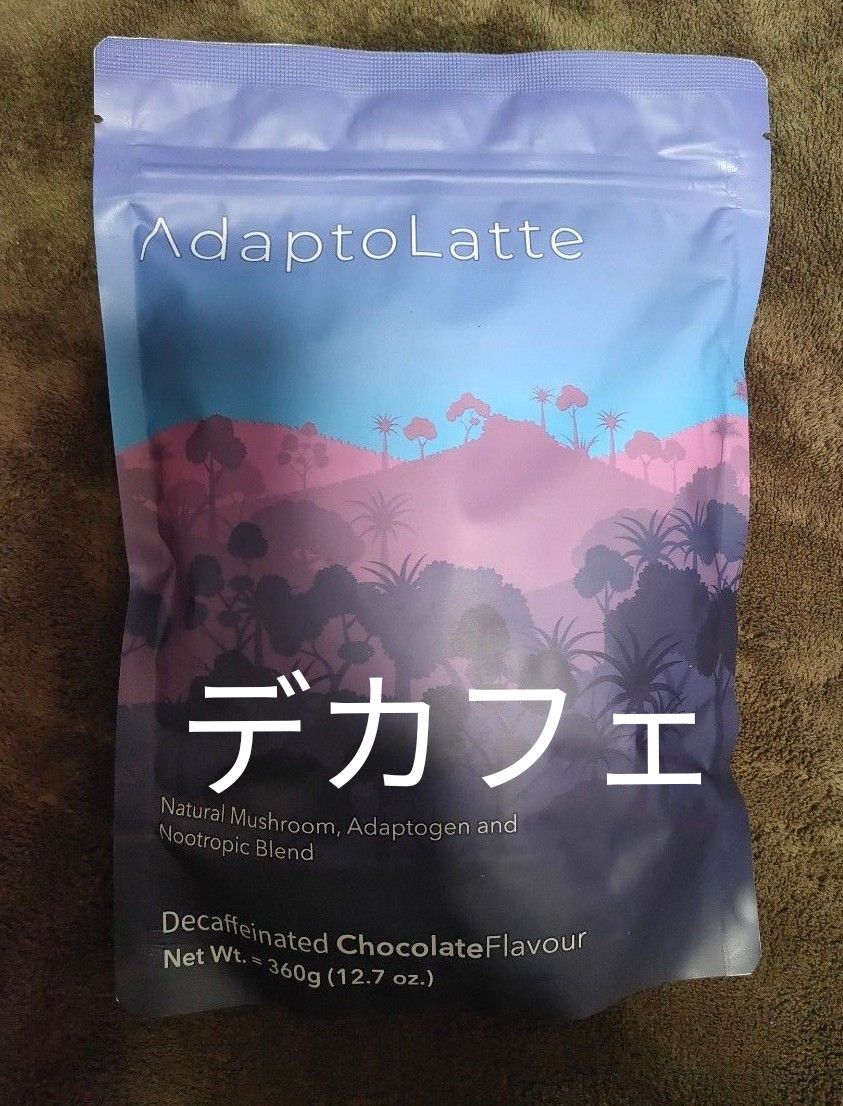 AdaptoLatte
デカフェ
Natural Mushroom, Adaptogen and
Nootropic Blend
Decaffeinated ChocolateFlavour
Net Wt. = 360g (12.7 oz.)